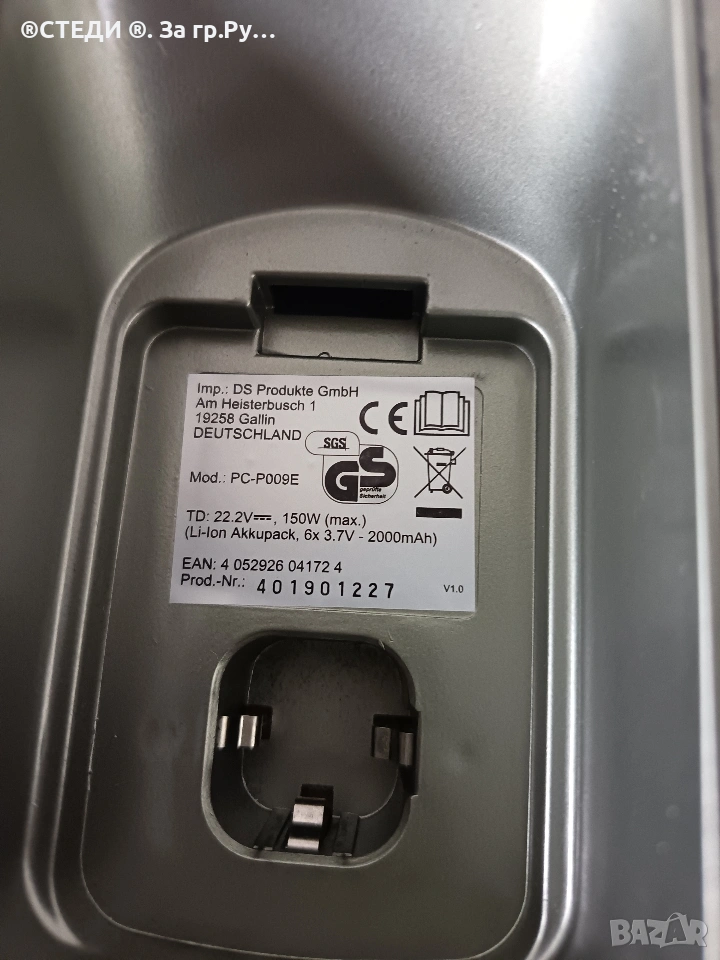 ®СТЕДИ ®. За гр.Ру...
Imp.: DS Produkte GmbH
Am Heisterbusch 1
19258 Gallin
DEUTSCHLAND
CE
SGS
GS
geprüfte
Sicherheit
Mod.: PC-P009E
TD: 22.2V⎓, 150W (max.)
(Li-Ion Akkupack, 6x 3.7V - 2000mAh)
EAN: 4 052926 04172 4
Prod.-Nr.: 401901227
V1.0
BAZAR